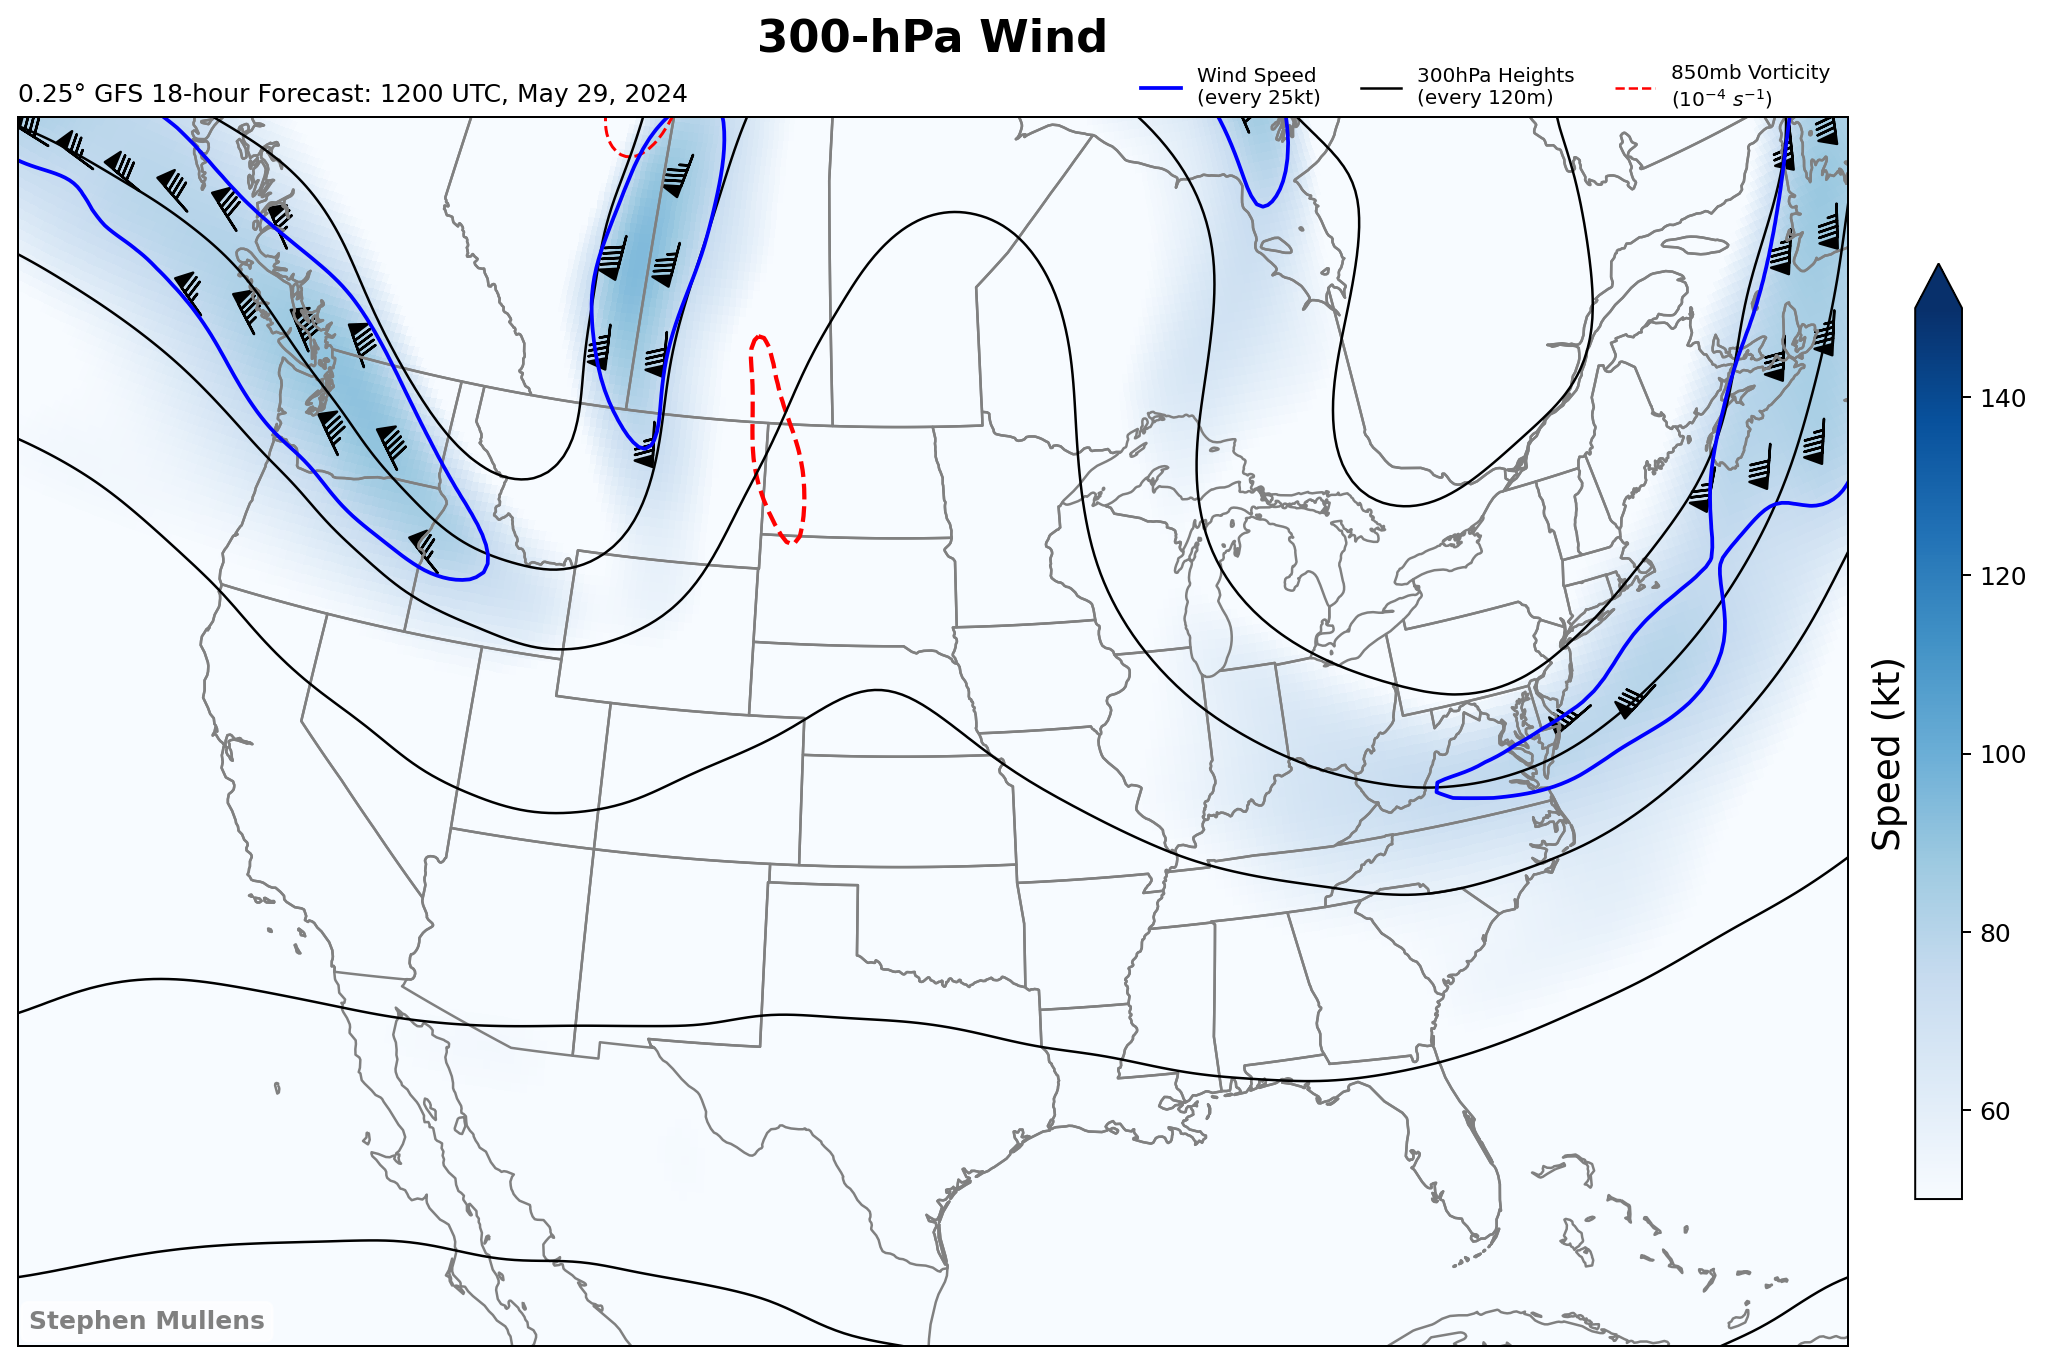 300-hPa Wind
0.25° GFS 18-hour Forecast: 1200 UTC, May 29, 2024
Wind Speed
(every 25kt)
300hPa Heights
(every 120m)
850mb Vorticity
(10⁻⁴ s⁻¹)
140
120
100
80
60
Speed (kt)
Stephen Mullens